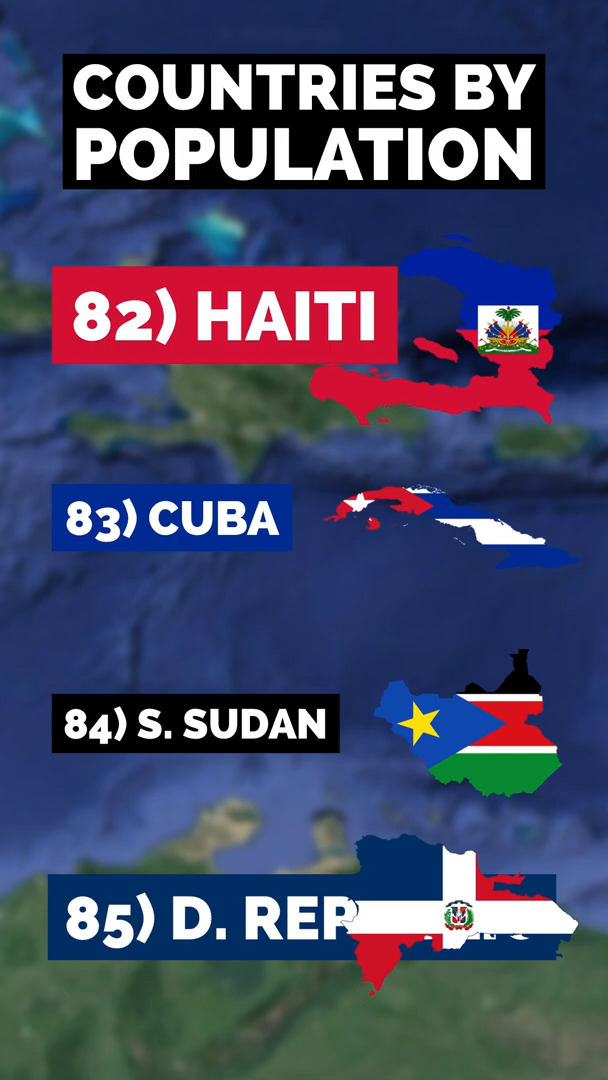 COUNTRIES BY
POPULATION
82) HAITI
83) CUBA
84) S. SUDAN
85) D. REP